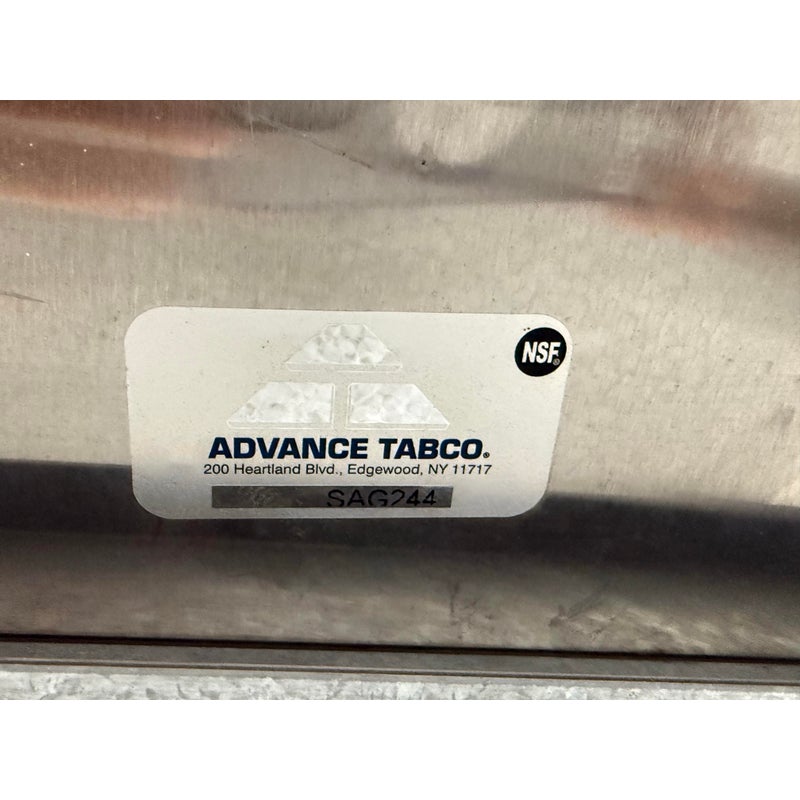 NSF®
ADVANCE TABCO®
200 Heartland Blvd., Edgewood, NY 11717
SAG244